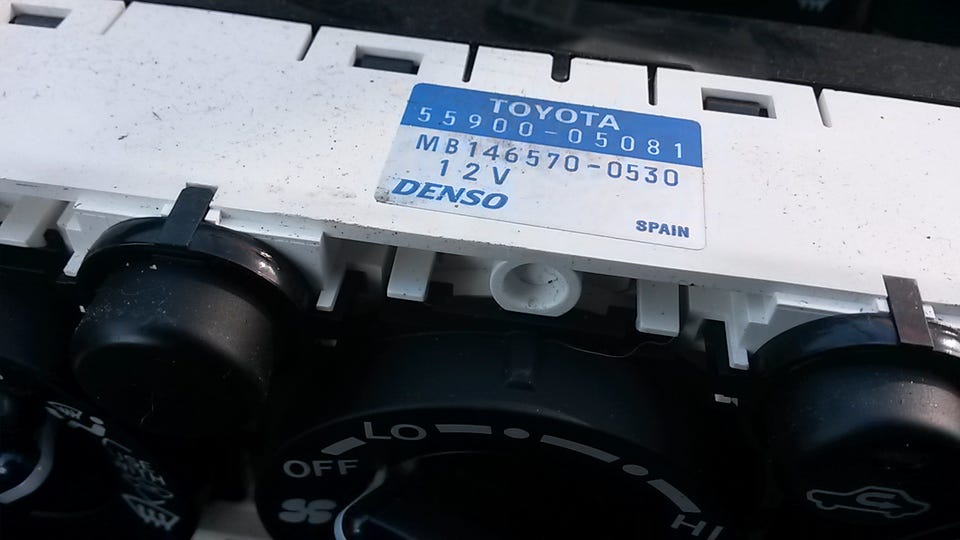 TOYOTA
55900-05081
MB146570-0530
12V
DENSO
SPAIN
LO
OFF
HI